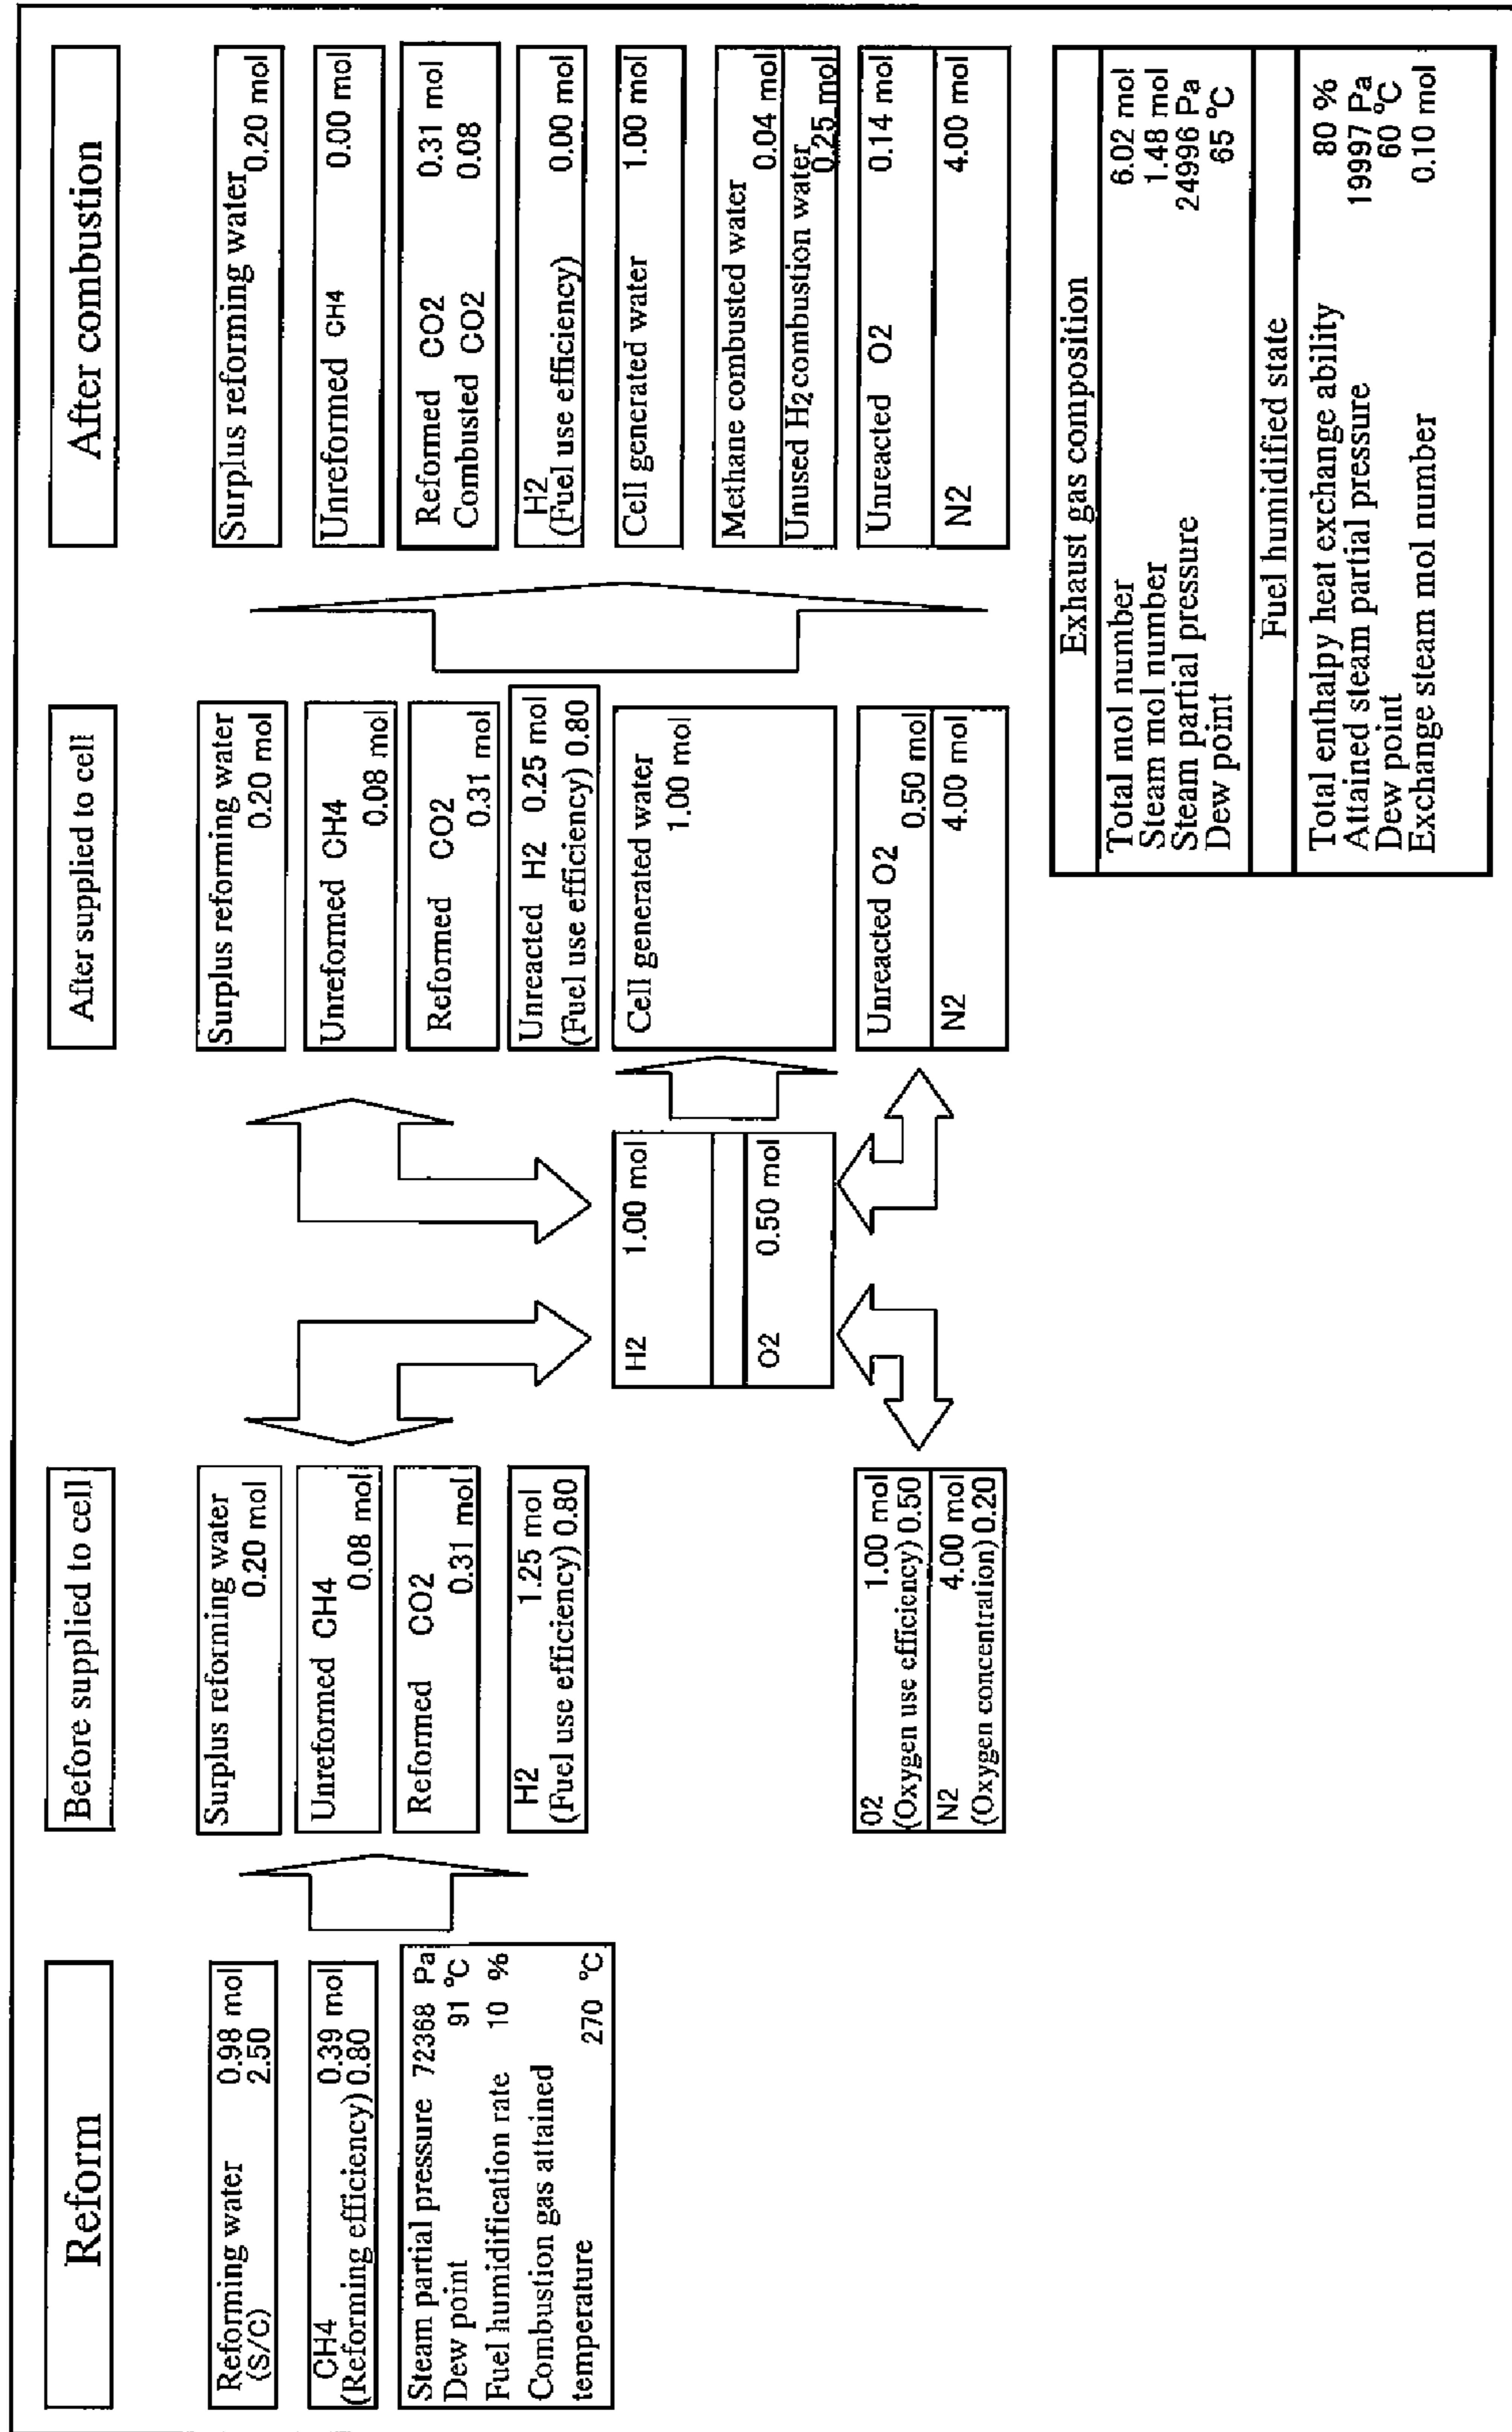 Reform
Reforming water 0.98 mol
(S/C) 2.50
CH4 0.39 mol
(Reforming efficiency) 0.80
Steam partial pressure 72368 Pa
Dew point 91 °C
Fuel humidification rate 10 %
Combustion gas attained
temperature 270 °C
Before supplied to cell
Surplus reforming water
0.20 mol
Unreformed CH4
0.08 mol
Reformed CO2
0.31 mol
H2 1.25 mol
(Fuel use efficiency) 0.80
O2 1.00 mol
(Oxygen use efficiency) 0.50
N2 4.00 mol
(Oxygen concentration) 0.20
H2 1.00 mol
O2 0.50 mol
After supplied to cell
Surplus reforming water
0.20 mol
Unreformed CH4
0.08 mol
Reformed CO2
0.31 mol
Unreacted H2 0.25 mol
(Fuel use efficiency) 0.80
Cell generated water
1.00 mol
Unreacted O2
0.50 mol
N2 4.00 mol
After combustion
Surplus reforming water
0.20 mol
Unreformed CH4 0.00 mol
Reformed CO2 0.31 mol
Combusted CO2 0.08
H2 0.00 mol
(Fuel use efficiency)
Cell generated water 1.00 mol
Methane combusted water
0.04 mol
Unused H2 combustion water
0.25 mol
Unreacted O2 0.14 mol
N2 4.00 mol
Exhaust gas composition
Total mol number 6.02 mol
Steam mol number 1.48 mol
Steam partial pressure 24996 Pa
Dew point 65 °C
Fuel humidified state
Total enthalpy heat exchange ability 80 %
Attained steam partial pressure 19997 Pa
Dew point 60 °C
Exchange steam mol number 0.10 mol